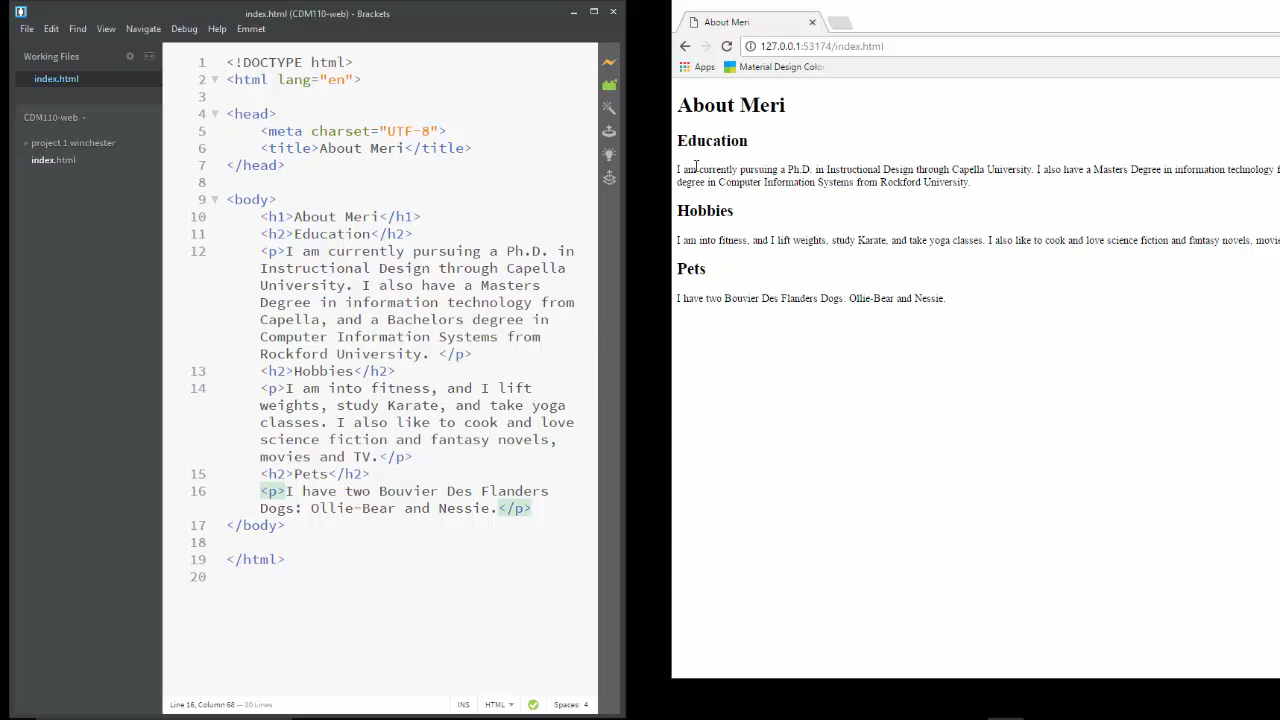 index.html (CDM110-web) - Brackets
File Edit Find View Navigate Debug Help Emmet
Working Files
index.html
CDM110-web
project 1 winchester
index.html
1 <!DOCTYPE html>
2 <html lang="en">
3
4 <head>
5 <meta charset="UTF-8">
6 <title>About Meri</title>
7 </head>
8
9 <body>
10 <h1>About Meri</h1>
11 <h2>Education</h2>
12 <p>I am currently pursuing a Ph.D. in
Instructional Design through Capella
University. I also have a Masters
Degree in information technology from
Capella, and a Bachelors degree in
Computer Information Systems from
Rockford University. </p>
13 <h2>Hobbies</h2>
14 <p>I am into fitness, and I lift
weights, study Karate, and take yoga
classes. I also like to cook and love
science fiction and fantasy novels,
movies and TV.</p>
15 <h2>Pets</h2>
16 <p>I have two Bouvier Des Flanders
Dogs: Ollie-Bear and Nessie.</p>
17 </body>
18
19 </html>
20
Line 16, Column 68 — 20 Lines
INS HTML Spaces: 4
About Meri
127.0.0.1:53174/index.html
Apps Material Design Color
About Meri
Education
I am currently pursuing a Ph.D. in Instructional Design through Capella University. I also have a Masters Degree in information technology f
degree in Computer Information Systems from Rockford University.
Hobbies
I am into fitness, and I lift weights, study Karate, and take yoga classes. I also like to cook and love science fiction and fantasy novels, movie
Pets
I have two Bouvier Des Flanders Dogs: Ollie-Bear and Nessie.